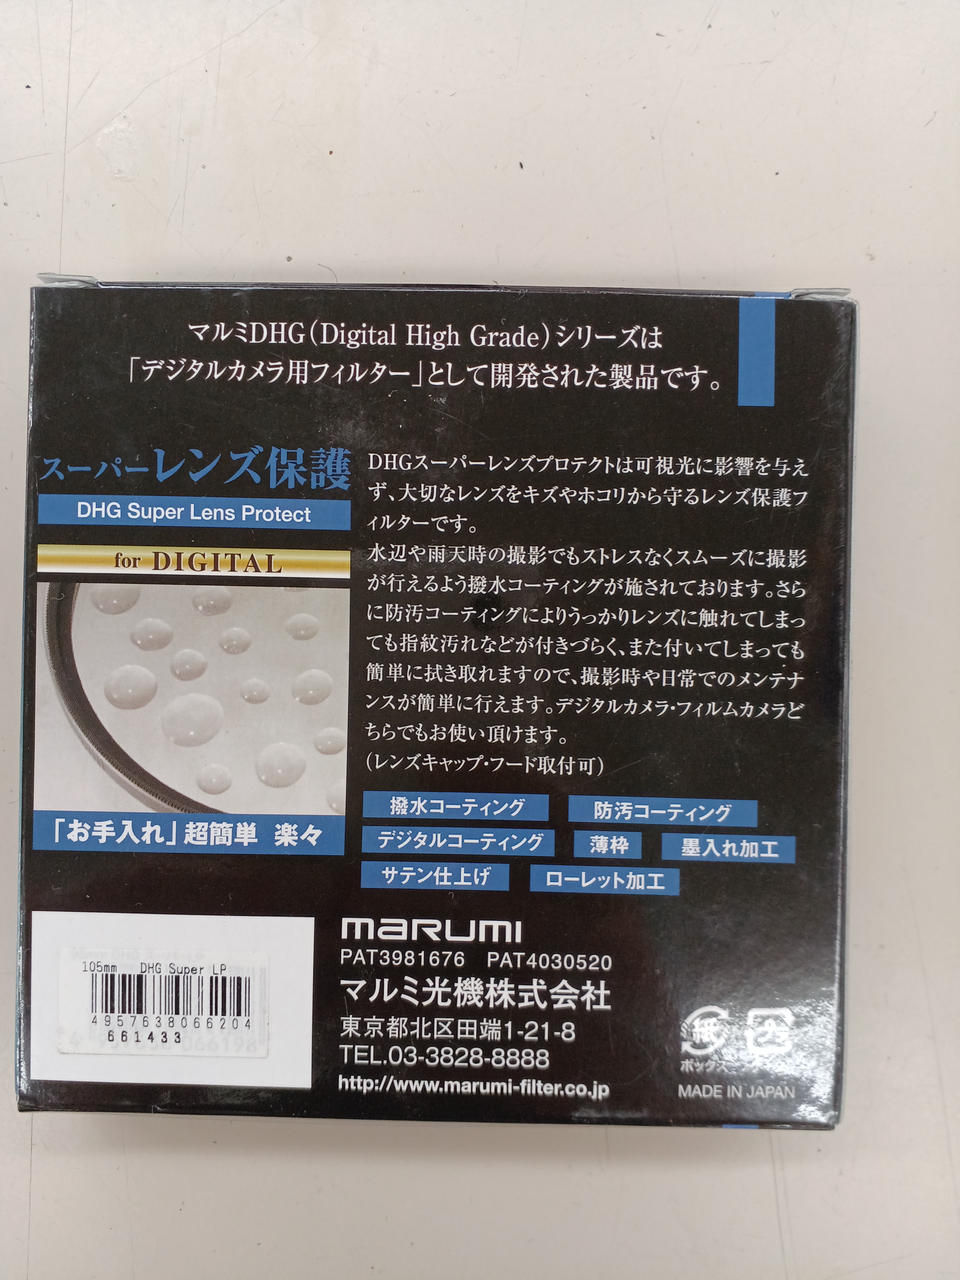 マルミDHG(Digital High Grade)シリーズは
「デジタルカメラ用フィルター」として開発された製品です。
スーパーレンズ保護
DHG Super Lens Protect
for DIGITAL
「お手入れ」超簡単 楽々
DHGスーパーレンズプロテクトは可視光に影響を与え
ず、大切なレンズをキズやホコリから守るレンズ保護フ
ィルターです。
水辺や雨天時の撮影でもストレスなくスムーズに撮影
が行えるよう撥水コーティングが施されております。さら
に防汚コーティングによりうっかりレンズに触れてしまっ
ても指紋汚れなどが付きづらく、また付いてしまっても
簡単に拭き取れますので、撮影時や日常でのメンテナ
ンスが簡単に行えます。デジタルカメラ・フィルムカメラど
ちらでもお使い頂けます。
(レンズキャップ・フード取付可)
撥水コーティング 防汚コーティング
デジタルコーティング 薄枠 墨入れ加工
サテン仕上げ ローレット加工
105mm DHG Super LP
4957638066204
661433
marumi
PAT3981676 PAT4030520
マルミ光機株式会社
東京都北区田端1-21-8
TEL.03-3828-8888
http://www.marumi-filter.co.jp
紙 プラ
ボックス
MADE IN JAPAN